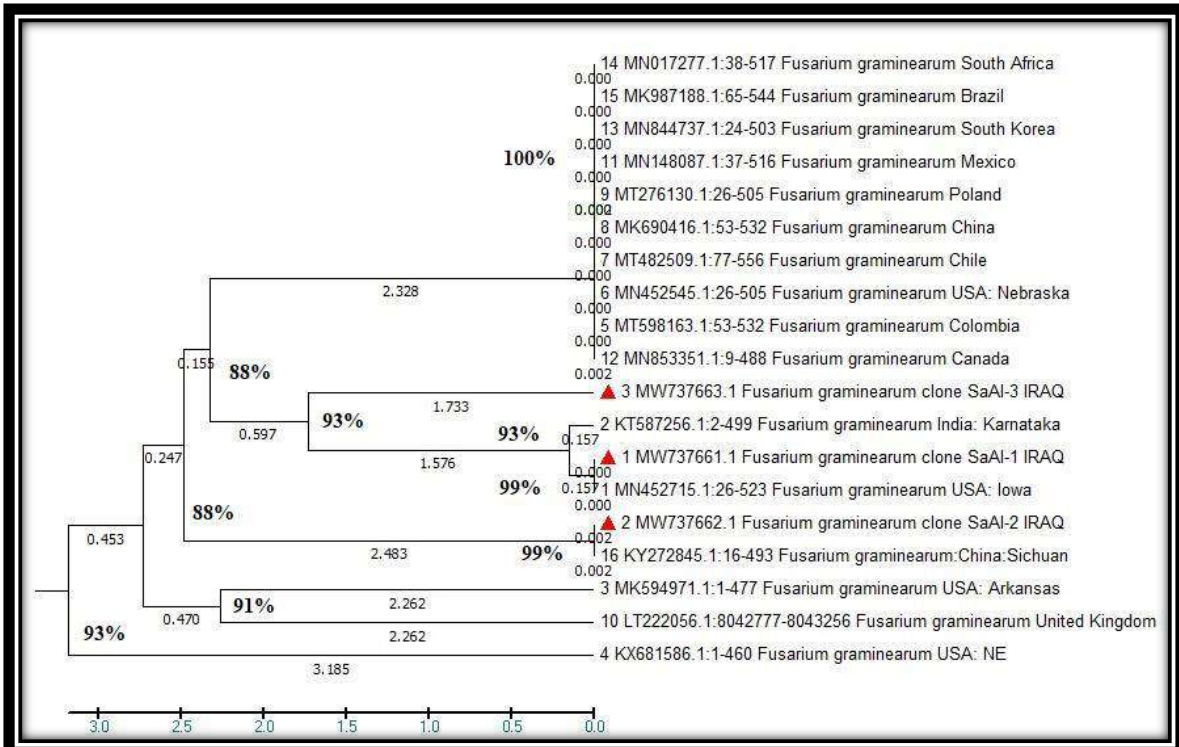 14 MN017277.1:38-517 Fusarium graminearum South Africa
0.000
15 MK987188.1:65-544 Fusarium graminearum Brazil
0.000
13 MN844737.1:24-503 Fusarium graminearum South Korea
0.000
100%
11 MN148087.1:37-516 Fusarium graminearum Mexico
0.000
9 MT276130.1:26-505 Fusarium graminearum Poland
8 MK690416.1:53-532 Fusarium graminearum China
0.000
7 MT482509.1:77-556 Fusarium graminearum Chile
0.000
2.328
6 MN452545.1:26-505 Fusarium graminearum USA: Nebraska
0.000
5 MT598163.1:53-532 Fusarium graminearum Colombia
0.000
0.155
12 MN853351.1:9-488 Fusarium graminearum Canada
88%
0.002
3 MW737663.1 Fusarium graminearum clone SaAl-3 IRAQ
1.733
93%
0.597
2 KT587256.1:2-499 Fusarium graminearum India: Karnataka
93%
0.157
0.247
1 MW737661.1 Fusarium graminearum clone SaAl-1 IRAQ
1.576
0.000
99%
0.157
1 MN452715.1:26-523 Fusarium graminearum USA: Iowa
0.000
88%
2 MW737662.1 Fusarium graminearum clone SaAl-2 IRAQ
0.453
0.002
2.483
99%
16 KY272845.1:16-493 Fusarium graminearum:China:Sichuan
0.002
3 MK594971.1:1-477 Fusarium graminearum USA: Arkansas
91%
2.262
0.470
10 LT222056.1:8042777-8043256 Fusarium graminearum United Kingdom
93%
2.262
4 KX681586.1:1-460 Fusarium graminearum USA: NE
3.185
3.0 2.5 2.0 1.5 1.0 0.5 0.0